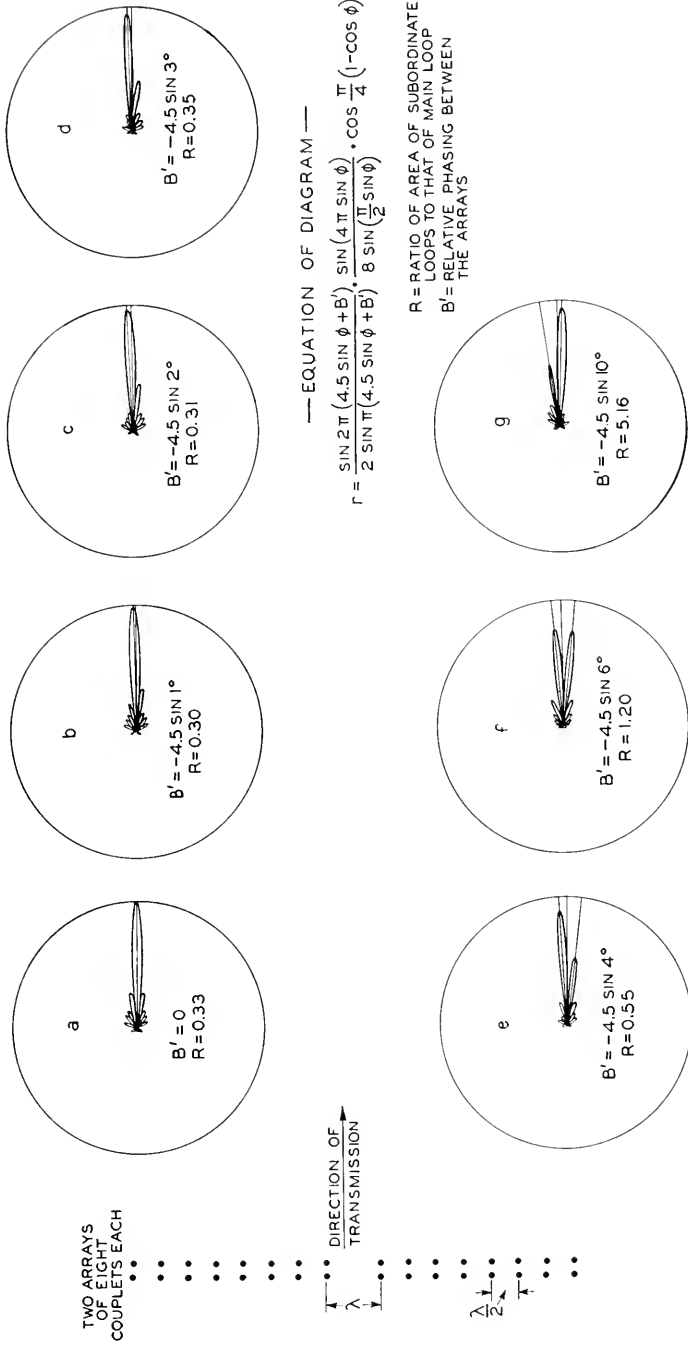 TWO ARRAYS
OF EIGHT
COUPLETS EACH
λ
λ/2
DIRECTION OF
TRANSMISSION
a
B' = 0
R = 0.33
b
B' = -4.5 SIN 1°
R = 0.30
c
B' = -4.5 SIN 2°
R = 0.31
d
B' = -4.5 SIN 3°
R = 0.35
e
B' = -4.5 SIN 4°
R = 0.55
f
B' = -4.5 SIN 6°
R = 1.20
g
B' = -4.5 SIN 10°
R = 5.16
— EQUATION OF DIAGRAM —
r = SIN 2π(4.5 SIN ϕ + B')/2 SIN π(4.5 SIN ϕ + B') · SIN(4π SIN ϕ)/8 SIN(π/2 SIN ϕ) · COS π/4 (1-COS ϕ)
R = RATIO OF AREA OF SUBORDINATE
LOOPS TO THAT OF MAIN LOOP
B' = RELATIVE PHASING BETWEEN
THE ARRAYS